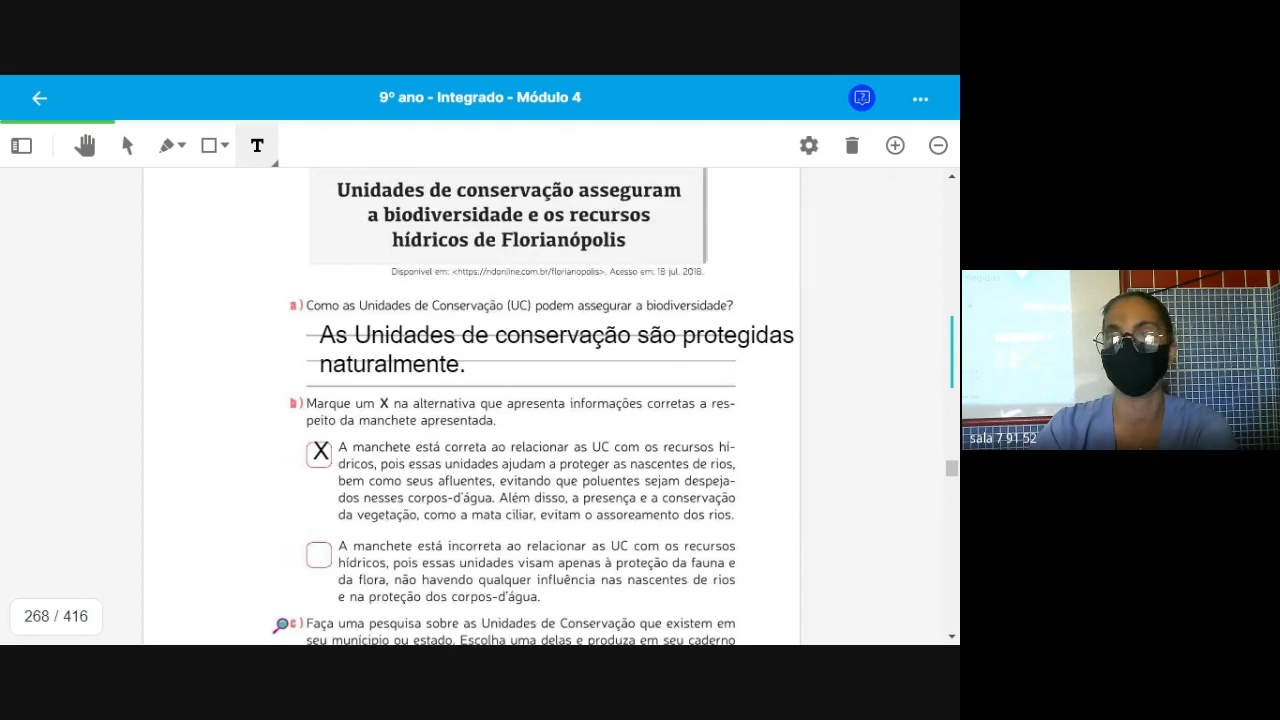 9º ano - Integrado - Módulo 4
T
Unidades de conservação asseguram
a biodiversidade e os recursos
hídricos de Florianópolis
Disponível em: <https://ndonline.com.br/florianopolis>. Acesso em: 18 jul. 2018.
a) Como as Unidades de Conservação (UC) podem assegurar a biodiversidade?
As Unidades de conservação são protegidas
naturalmente.
b) Marque um X na alternativa que apresenta informações corretas a res-
peito da manchete apresentada.
X A manchete está correta ao relacionar as UC com os recursos hí-
dricos, pois essas unidades ajudam a proteger as nascentes de rios,
bem como seus afluentes, evitando que poluentes sejam despeja-
dos nesses corpos-d'água. Além disso, a presença e a conservação
da vegetação, como a mata ciliar, evitam o assoreamento dos rios.
A manchete está incorreta ao relacionar as UC com os recursos
hídricos, pois essas unidades visam apenas à proteção da fauna e
da flora, não havendo qualquer influência nas nascentes de rios
e na proteção dos corpos-d'água.
c) Faça uma pesquisa sobre as Unidades de Conservação que existem em
seu município ou estado. Escolha uma delas e produza em seu caderno
268 / 416
sala 7 91 52